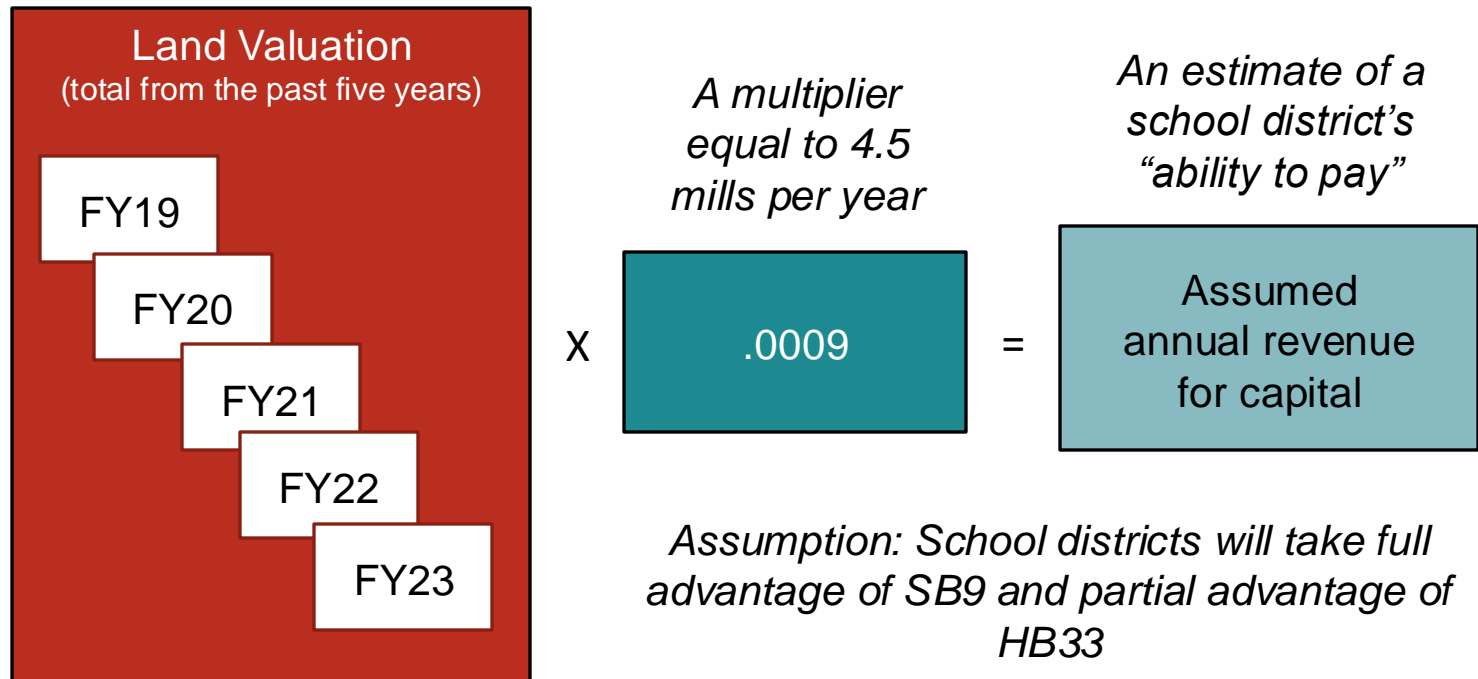 Land Valuation
(total from the past five years)
FY19
FY20
FY21
FY22
FY23
X
A multiplier
equal to 4.5
mills per year
.0009
=
An estimate of a
school district’s
“ability to pay”
Assumed
annual revenue
for capital
Assumption: School districts will take full
advantage of SB9 and partial advantage of
HB33